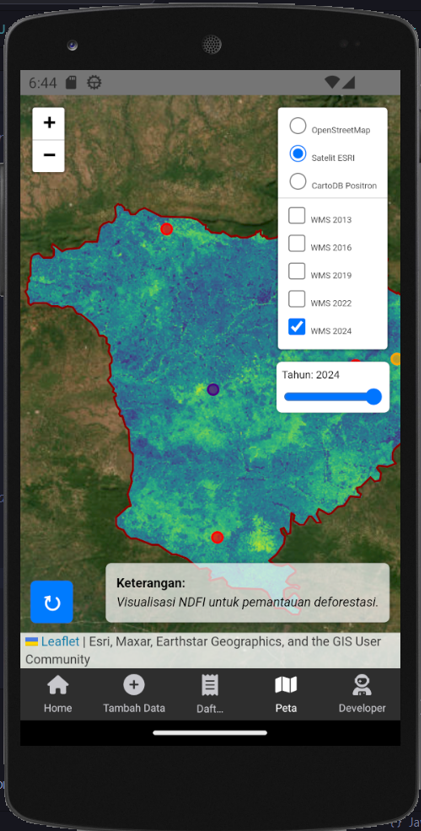 6:44
+
−
OpenStreetMap
Satelit ESRI
CartoDB Positron
WMS 2013
WMS 2016
WMS 2019
WMS 2022
WMS 2024
Tahun: 2024
Keterangan:
Visualisasi NDFI untuk pemantauan deforestasi.
Leaflet | Esri, Maxar, Earthstar Geographics, and the GIS User
Community
Home
Tambah Data
Daft...
Peta
Developer